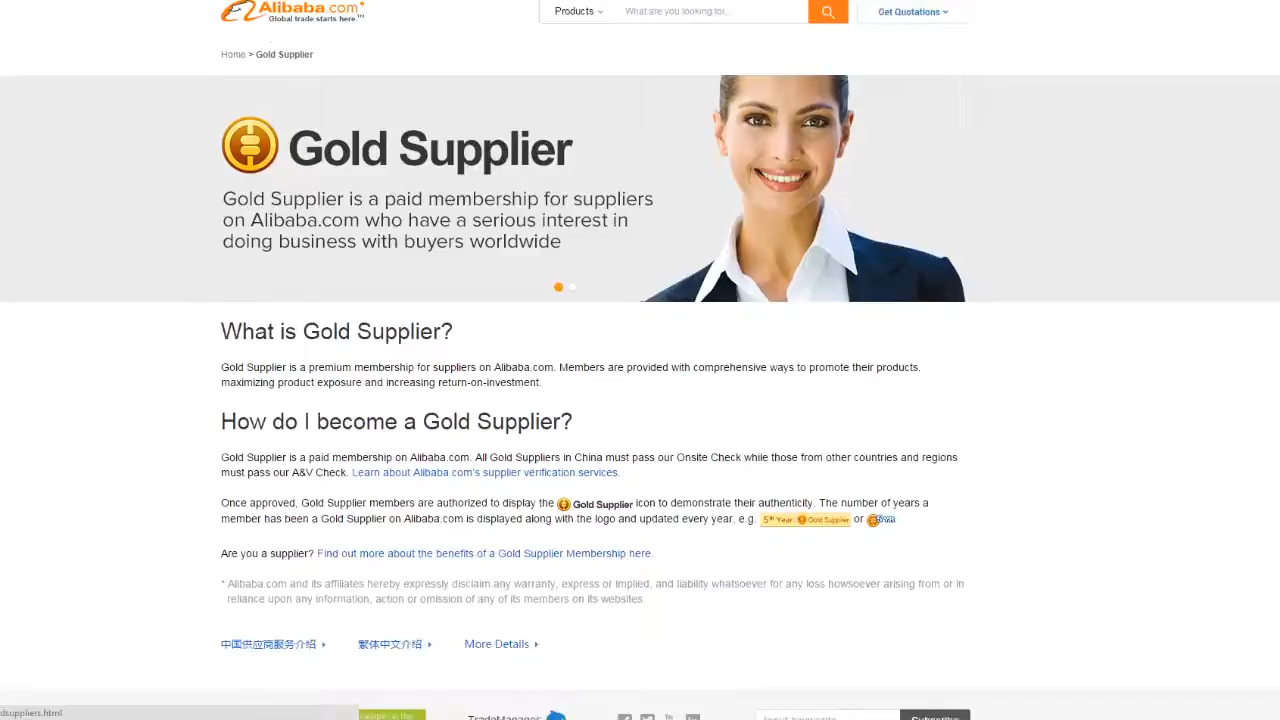 Alibaba.com®
Global trade starts here.™
Products
What are you looking for...
Get Quotations
Home > Gold Supplier
Gold Supplier
Gold Supplier is a paid membership for suppliers
on Alibaba.com who have a serious interest in
doing business with buyers worldwide
What is Gold Supplier?
Gold Supplier is a premium membership for suppliers on Alibaba.com. Members are provided with comprehensive ways to promote their products,
maximizing product exposure and increasing return-on-investment.
How do I become a Gold Supplier?
Gold Supplier is a paid membership on Alibaba.com. All Gold Suppliers in China must pass our Onsite Check while those from other countries and regions
must pass our A&V Check. Learn about Alibaba.com's supplier verification services.
Once approved, Gold Supplier members are authorized to display the Gold Supplier icon to demonstrate their authenticity. The number of years a
member has been a Gold Supplier on Alibaba.com is displayed along with the logo and updated every year, e.g. 5th Year Gold Supplier or
Are you a supplier? Find out more about the benefits of a Gold Supplier Membership here.
* Alibaba.com and its affiliates hereby expressly disclaim any warranty, express or implied, and liability whatsoever for any loss howsoever arising from or in
reliance upon any information, action or omission of any of its members on its websites.
中国供应商服务介绍 繁体中文介绍 More Details
dsuppliers.html
TradeManager
Subscribe